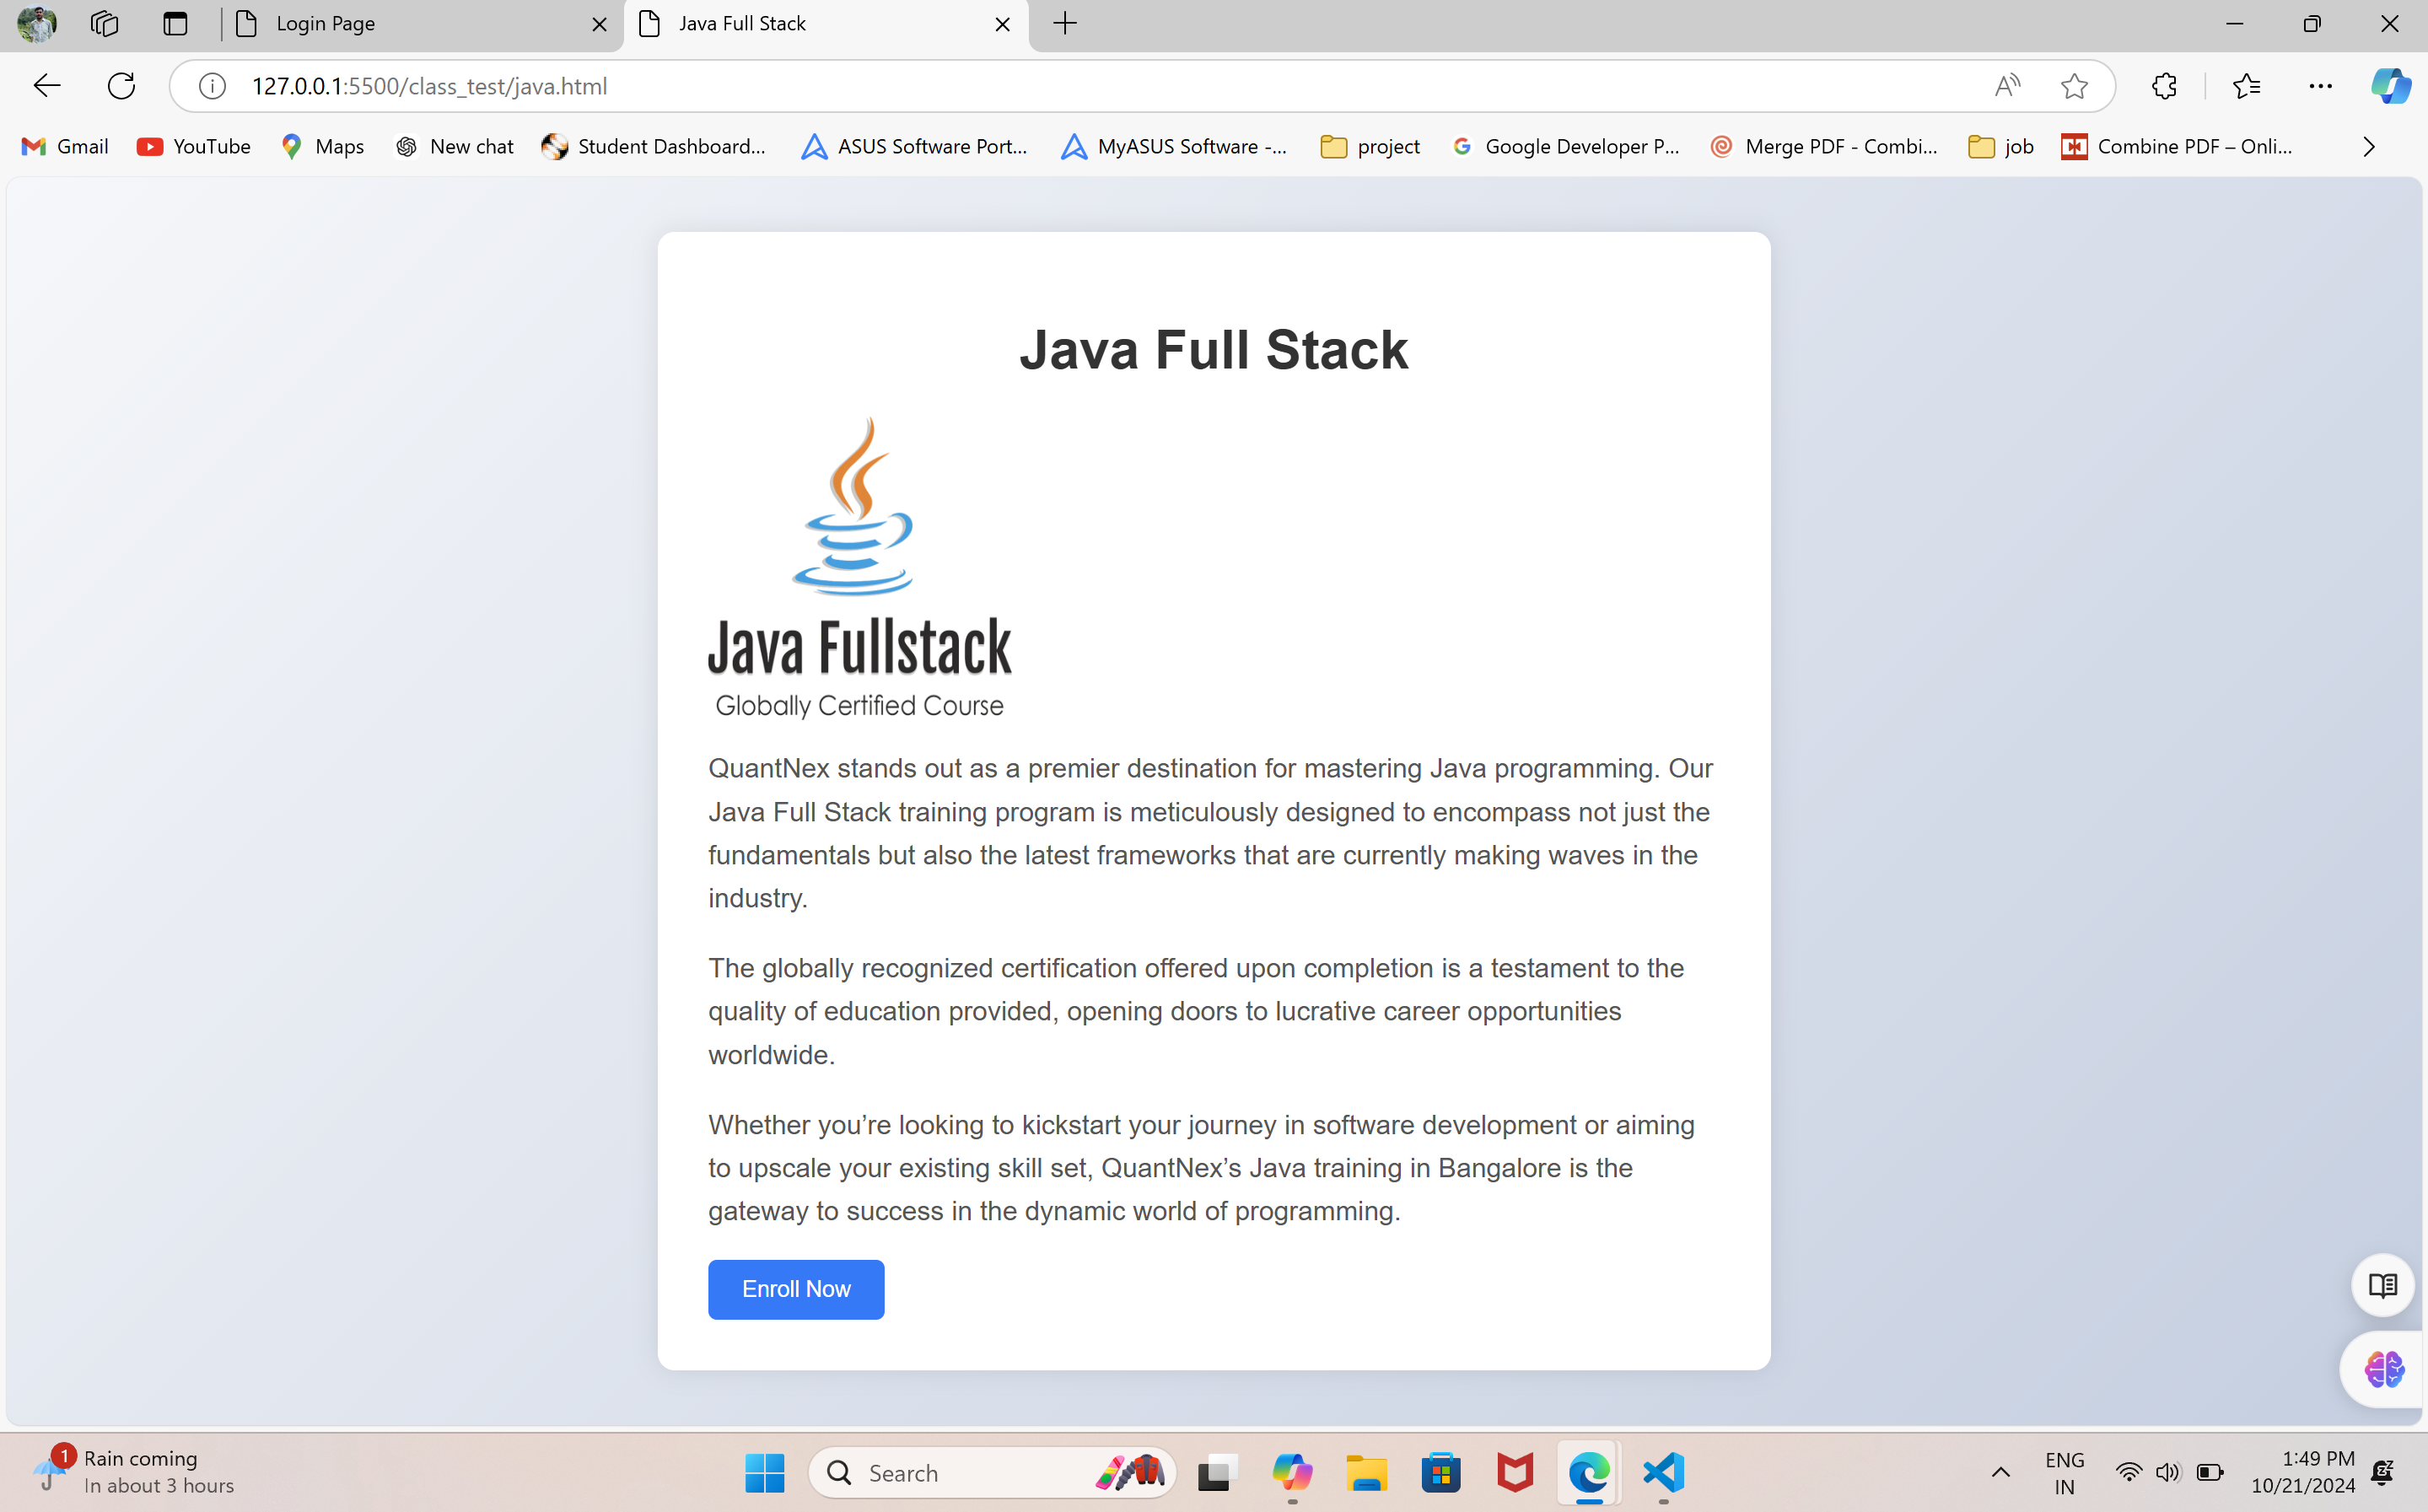 Login Page
Java Full Stack
127.0.0.1:5500/class_test/java.html
Gmail
YouTube
Maps
New chat
Student Dashboard...
ASUS Software Port...
MyASUS Software -...
project
Google Developer P...
Merge PDF - Combi...
job
Combine PDF – Onli...
Java Full Stack
Java Fullstack
Globally Certified Course
QuantNex stands out as a premier destination for mastering Java programming. Our
Java Full Stack training program is meticulously designed to encompass not just the
fundamentals but also the latest frameworks that are currently making waves in the
industry.
The globally recognized certification offered upon completion is a testament to the
quality of education provided, opening doors to lucrative career opportunities
worldwide.
Whether you’re looking to kickstart your journey in software development or aiming
to upscale your existing skill set, QuantNex’s Java training in Bangalore is the
gateway to success in the dynamic world of programming.
Enroll Now
1
Rain coming
In about 3 hours
Search
ENG
IN
1:49 PM
10/21/2024